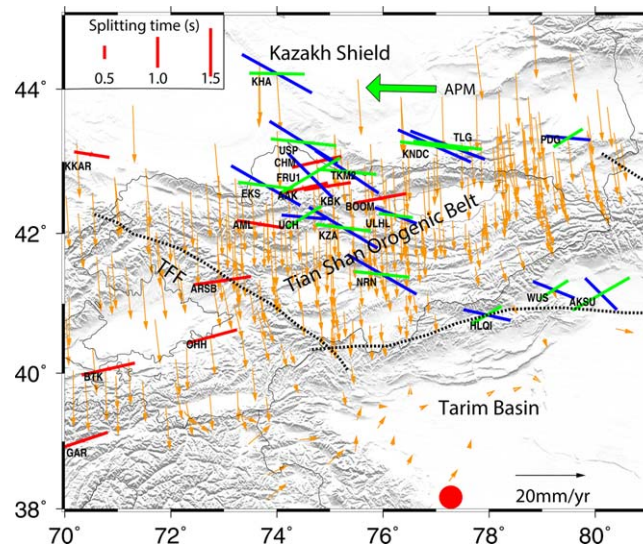 Splitting time (s)
0.5 1.0 1.5
Kazakh Shield
44°
KHA
APM
USP
TLG
PDG
KNDC
CHM
KKAR
FRU1
TKM2
EKS
AAK
KBK
BOOM
42°
AML
UCH
KZA
ULHL
Tian Shan Orogenic Belt
TFF
ARSB
NRN
WUS
AKSU
HLQI
OHH
40°
BTK
Tarim Basin
GAR
20mm/yr
38°
70° 72° 74° 76° 78° 80°